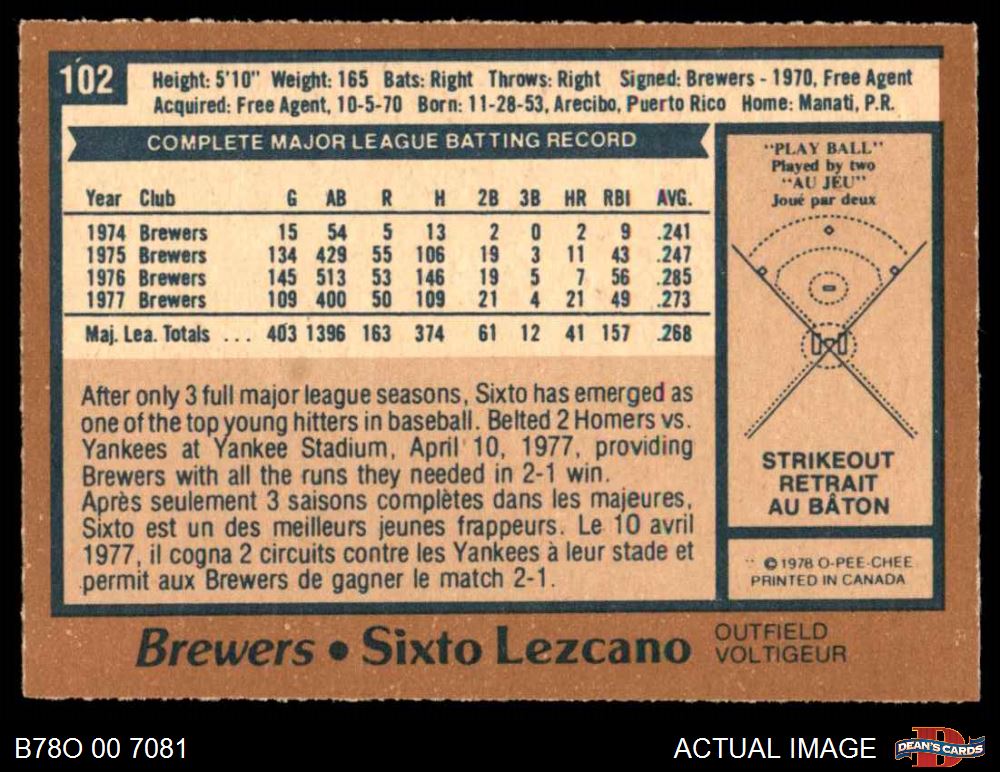 102
Height: 5'10" Weight: 165 Bats: Right Throws: Right Signed: Brewers - 1970, Free Agent
Acquired: Free Agent, 10-5-70 Born: 11-28-53, Arecibo, Puerto Rico Home: Manati, P.R.
COMPLETE MAJOR LEAGUE BATTING RECORD
Year Club G AB R H 2B 3B HR RBI AVG.
1974 Brewers 15 54 5 13 2 0 2 9 .241
1975 Brewers 134 429 55 106 19 3 11 43 .247
1976 Brewers 145 513 53 146 19 5 7 56 .285
1977 Brewers 109 400 50 109 21 4 21 49 .273
Maj. Lea. Totals ... 403 1396 163 374 61 12 41 157 .268
After only 3 full major league seasons, Sixto has emerged as
one of the top young hitters in baseball. Belted 2 Homers vs.
Yankees at Yankee Stadium, April 10, 1977, providing
Brewers with all the runs they needed in 2-1 win.
Après seulement 3 saisons complètes dans les majeures,
Sixto est un des meilleurs jeunes frappeurs. Le 10 avril
1977, il cogna 2 circuits contre les Yankees à leur stade et
permit aux Brewers de gagner le match 2-1.
"PLAY BALL"
Played by two
"AU JEU"
Joué par deux
STRIKEOUT
RETRAIT
AU BÂTON
© 1978 O-PEE-CHEE
PRINTED IN CANADA
Brewers • Sixto Lezcano
OUTFIELD
VOLTIGEUR
B78O 00 7081
ACTUAL IMAGE
DEAN'S CARDS